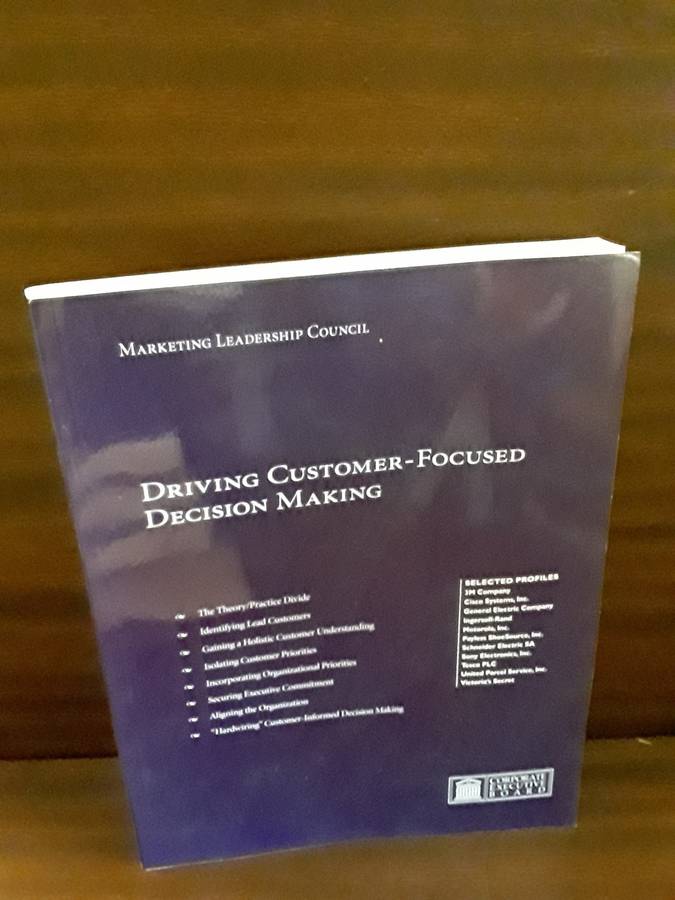 MARKETING LEADERSHIP COUNCIL
DRIVING CUSTOMER-FOCUSED
DECISION MAKING
The Theory/Practice Divide
Identifying Lead Customers
Gaining a Holistic Customer Understanding
Isolating Customer Priorities
Incorporating Organizational Priorities
Securing Executive Commitment
Aligning the Organization
"Hardwiring" Customer-Informed Decision Making
SELECTED PROFILES
3M Company
Cisco Systems, Inc.
General Electric Company
Ingersoll-Rand
Motorola, Inc.
Payless ShoeSource, Inc.
Schneider Electric SA
Sony Electronics, Inc.
Tesco PLC
United Parcel Service, Inc.
Victoria's Secret
CORPORATE
EXECUTIVE
BOARD